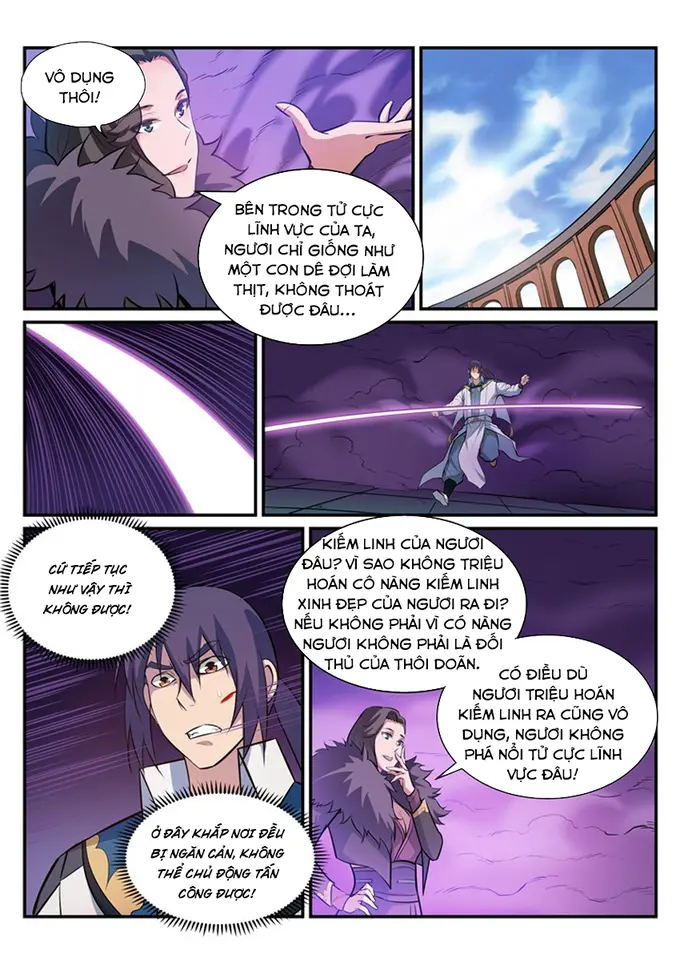 VÔ DỤNG
THÔI!
BÊN TRONG TỬ CỰC
LĨNH VỰC CỦA TA,
NGƯƠI CHỈ GIỐNG NHƯ
MỘT CON DÊ ĐỢI LÀM
THỊT, KHÔNG THOÁT
ĐƯỢC ĐÂU...
CỨ TIẾP TỤC
NHƯ VẬY THÌ
KHÔNG ĐƯỢC!
KIẾM LINH CỦA NGƯƠI
ĐÂU? VÌ SAO KHÔNG TRIỆU
HOÁN CÔ NÀNG KIẾM LINH
XINH ĐẸP CỦA NGƯƠI RA ĐI?
NẾU KHÔNG PHẢI VÌ CÓ NÀNG
NGƯƠI KHÔNG PHẢI LÀ ĐỐI
THỦ CỦA THÔI DOÃN.
CÓ ĐIỀU DÙ
NGƯƠI TRIỆU HOÁN
KIẾM LINH RA CŨNG VÔ
DỤNG, NGƯƠI KHÔNG
PHÁ NỔI TỬ CỰC LĨNH
VỰC ĐÂU!
Ở ĐÂY KHẮP NƠI ĐỀU
BỊ NGĂN CẢN, KHÔNG
THỂ CHỦ ĐỘNG TẤN
CÔNG ĐƯỢC!